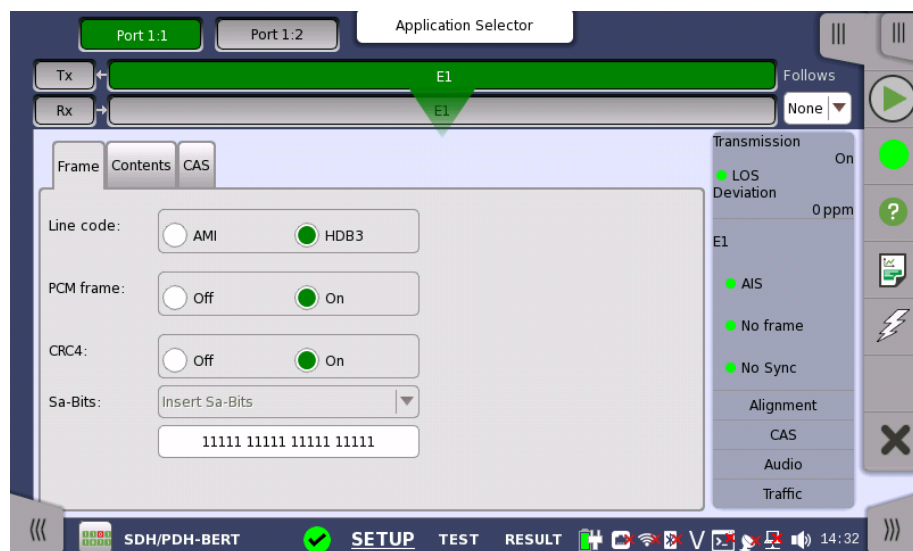 Application Selector
Port 1:1 Port 1:2
Tx E1 Follows
Rx E1 None
Frame Contents CAS
Line code: AMI HDB3
PCM frame: Off On
CRC4: Off On
Sa-Bits: Insert Sa-Bits
11111 11111 11111 11111
Transmission
On
LOS
Deviation
0 ppm
E1
AIS
No frame
No Sync
Alignment
CAS
Audio
Traffic
SDH/PDH-BERT SETUP TEST RESULT V 14:32